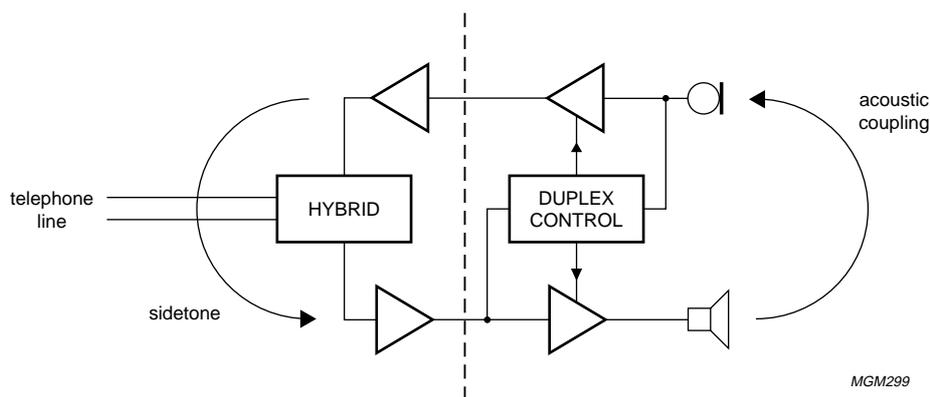 acoustic
coupling
telephone
line
HYBRID
DUPLEX
CONTROL
sidetone
MGM299